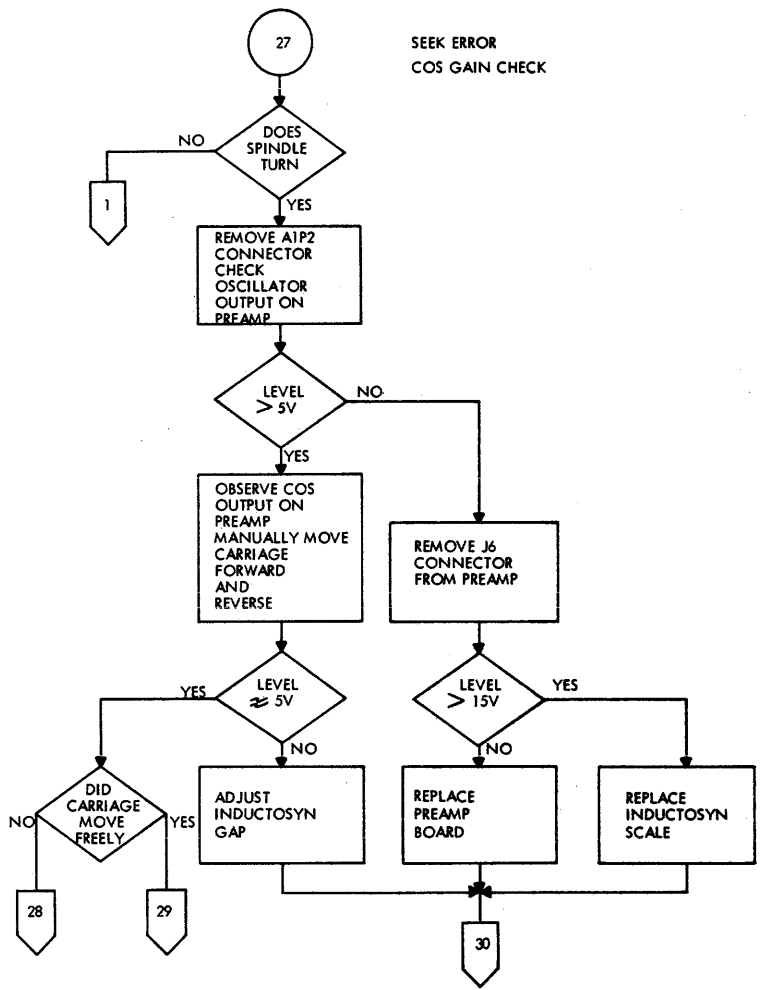 27
SEEK ERROR
COS GAIN CHECK
DOES
SPINDLE
TURN
NO
1
YES
REMOVE A1P2
CONNECTOR
CHECK
OSCILLATOR
OUTPUT ON
PREAMP
LEVEL
> 5V
NO
YES
OBSERVE COS
OUTPUT ON
PREAMP
MANUALLY MOVE
CARRIAGE
FORWARD
AND
REVERSE
REMOVE J6
CONNECTOR
FROM PREAMP
LEVEL
≈ 5V
YES
NO
LEVEL
> 15V
YES
NO
DID
CARRIAGE
MOVE
FREELY
NO
YES
ADJUST
INDUCTOSYN
GAP
REPLACE
PREAMP
BOARD
REPLACE
INDUCTOSYN
SCALE
28
29
30